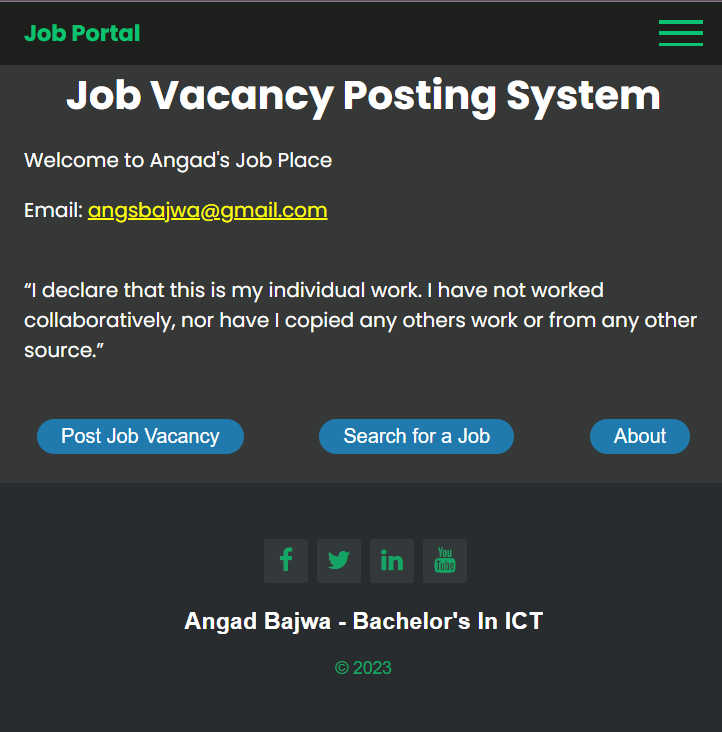 Job Portal
Job Vacancy Posting System
Welcome to Angad's Job Place
Email: angsbajwa@gmail.com
“I declare that this is my individual work. I have not worked
collaboratively, nor have I copied any others work or from any other
source.”
Post Job Vacancy
Search for a Job
About
You
Tube
Angad Bajwa - Bachelor's In ICT
© 2023